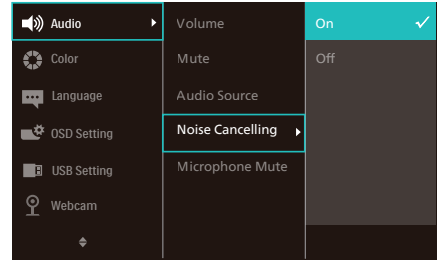 Audio
Color
Language
OSD Setting
USB Setting
Webcam
Volume
Mute
Audio Source
Noise Cancelling
Microphone Mute
On
Off